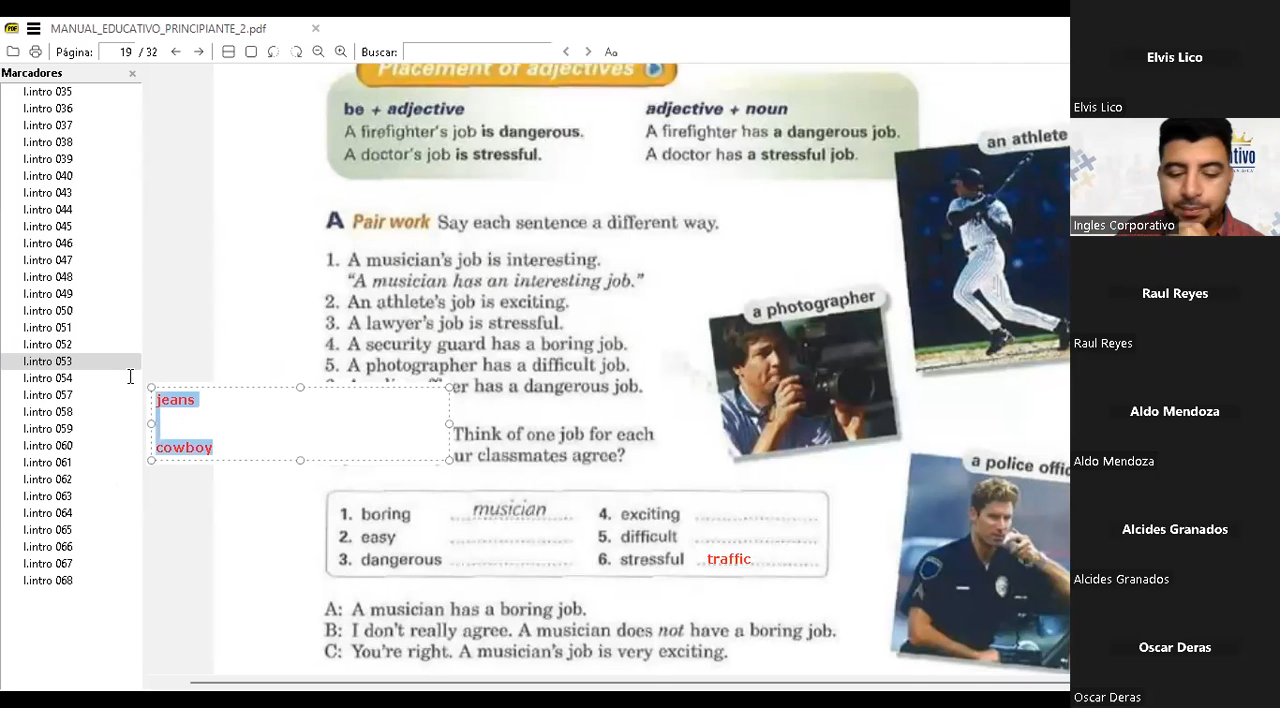 MANUAL_EDUCATIVO_PRINCIPIANTE_2.pdf
Página: 19 / 32 Buscar: Aa
Marcadores
I.intro 035
I.intro 036
I.intro 037
I.intro 038
I.intro 039
I.intro 040
I.intro 043
I.intro 044
I.intro 045
I.intro 046
I.intro 047
I.intro 048
I.intro 049
I.intro 050
I.intro 051
I.intro 052
I.intro 053
I.intro 054
I.intro 057
I.intro 058
I.intro 059
I.intro 060
I.intro 061
I.intro 062
I.intro 063
I.intro 064
I.intro 065
I.intro 066
I.intro 067
I.intro 068
Placement of adjectives
be + adjective
A firefighter's job is dangerous.
A doctor's job is stressful.
adjective + noun
A firefighter has a dangerous job.
A doctor has a stressful job.
A Pair work Say each sentence a different way.
1. A musician's job is interesting.
"A musician has an interesting job."
2. An athlete's job is exciting.
3. A lawyer's job is stressful.
4. A security guard has a boring job.
5. A photographer has a difficult job.
er has a dangerous job.
jeans
cowboy
Think of one job for each
ur classmates agree?
1. boring musician
2. easy
3. dangerous
4. exciting
5. difficult
6. stressful traffic
A: A musician has a boring job.
B: I don't really agree. A musician does not have a boring job.
C: You're right. A musician's job is very exciting.
an athlete
a photographer
a police offic
Elvis Lico
Elvis Lico
ativo
Ingles Corporativo
Raul Reyes
Raul Reyes
Aldo Mendoza
Aldo Mendoza
Alcides Granados
Alcides Granados
Oscar Deras
Oscar Deras